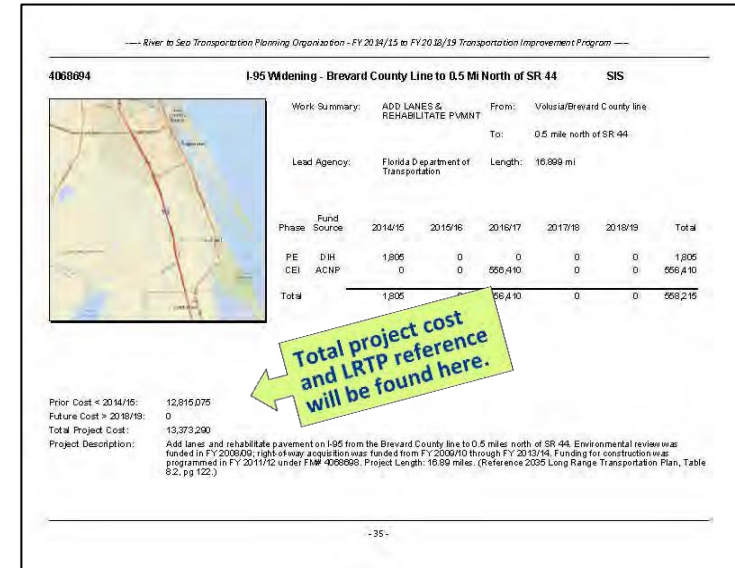 ---- River to Sea Transportation Planning Organization - FY 2014/15 to FY 2018/19 Transportation Improvement Program ----
4068694 I-95 Widening - Brevard County Line to 0.5 Mi North of SR 44 SIS
Work Summary: ADD LANES & REHABILITATE PVMNT From: Volusia/Brevard County line
To: 0.5 mile north of SR 44
Lead Agency: Florida Department of Transportation Length: 16.899 mi
Phase Fund Source 2014/15 2015/16 2016/17 2017/18 2018/19 Total
PE DIH 1,805 0 0 0 0 1,805
CEI ACNP 0 0 556,410 0 0 556,410
Total 1,805 0 556,410 0 0 558,215
Total project cost
and LRTP reference
will be found here.
Prior Cost < 2014/15: 12,815,075
Future Cost > 2018/19: 0
Total Project Cost: 13,373,290
Project Description: Add lanes and rehabilitate pavement on I-95 from the Brevard County line to 0.5 miles north of SR 44. Environmental review was
funded in FY 2008/09; right-of-way acquisition was funded from FY 2009/10 through FY 2013/14. Funding for construction was
programmed in FY 2011/12 under FM# 4068698. Project Length: 16.89 miles. (Reference 2035 Long Range Transportation Plan, Table
8.2, pg 122.)
- 35 -